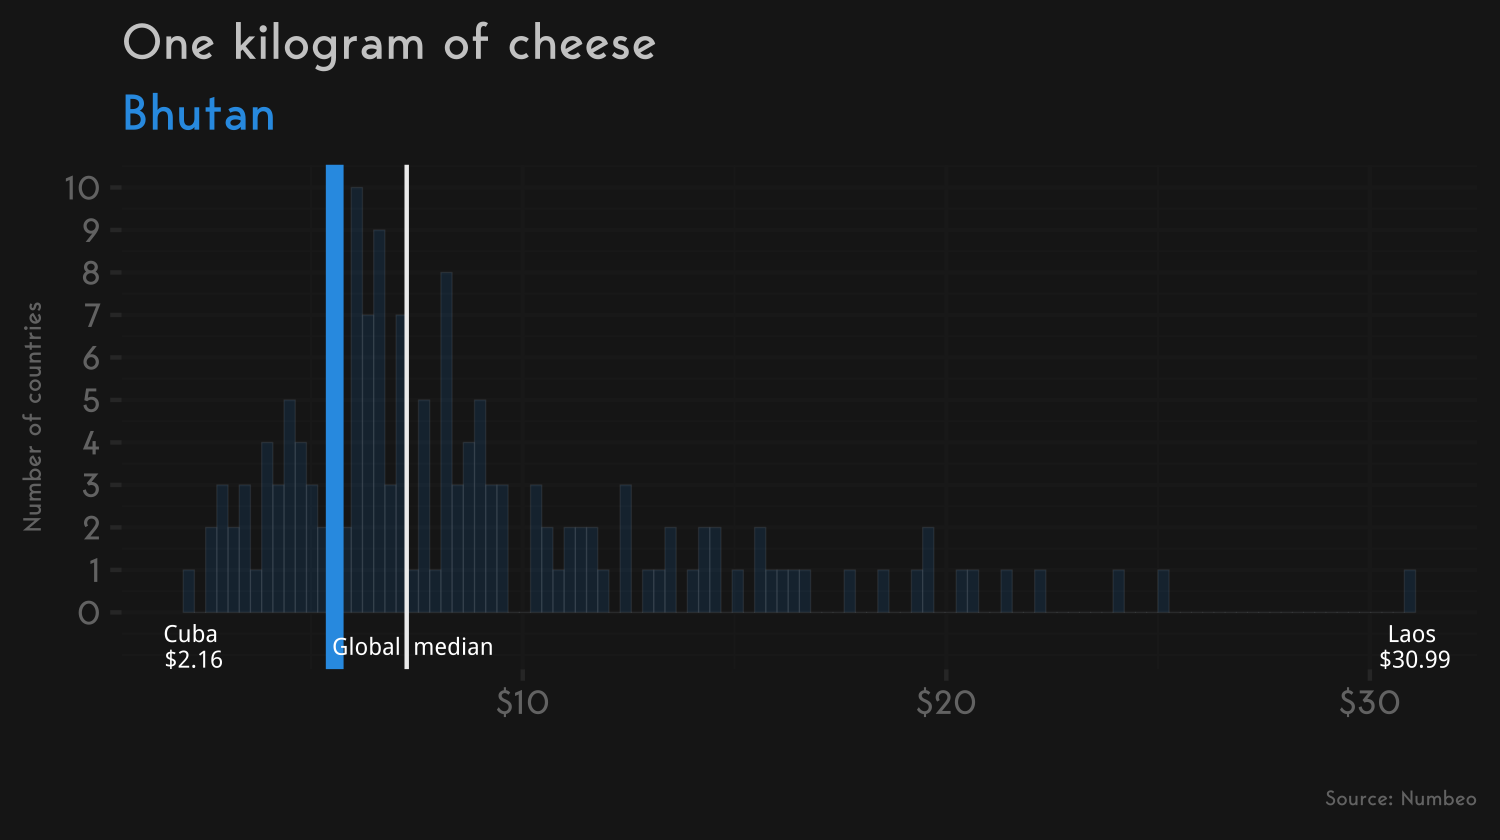 One kilogram of cheese
Bhutan
Number of countries
10
9
8
7
6
5
4
3
2
1
0
Cuba
$2.16
Global median
Laos
$30.99
$10
$20
$30
Source: Numbeo